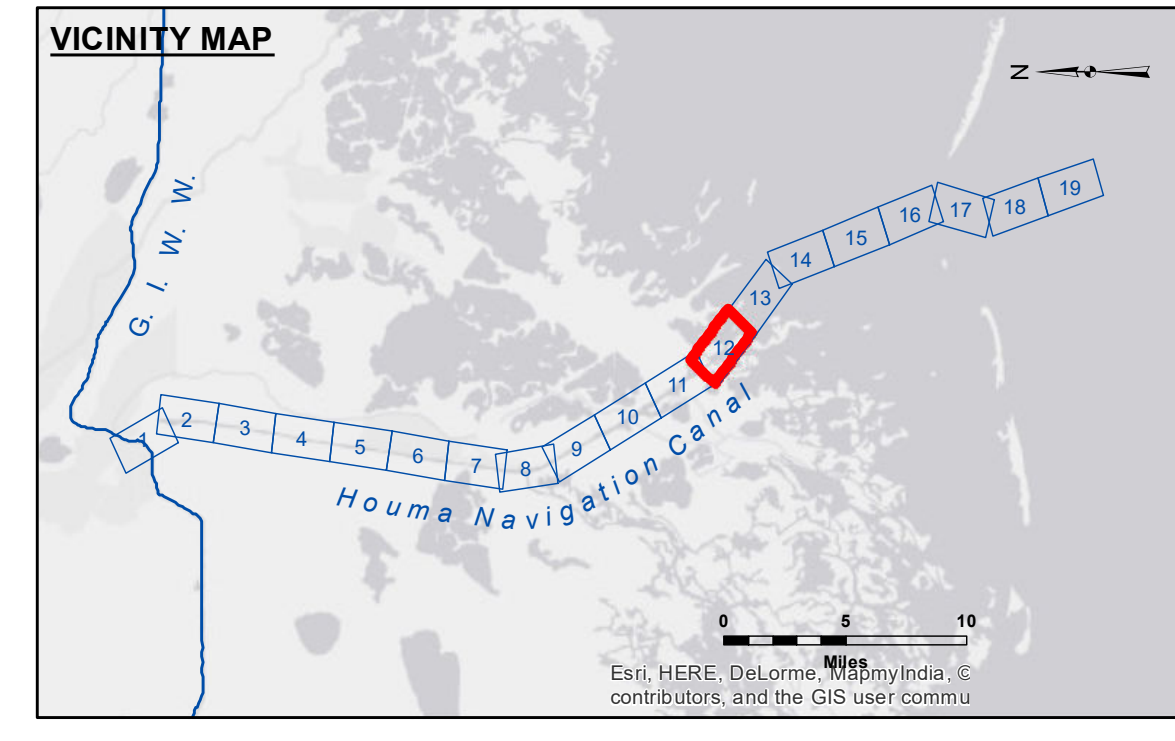 VICINITY MAP
N
G. I. W. W.
19
18
17
16
15
14
13
12
11
10
9
8
7
6
5
4
3
2
1
Houma Navigation Canal
0 5 10
Miles
Esri, HERE, DeLorme, MapmyIndia, ©
contributors, and the GIS user commu